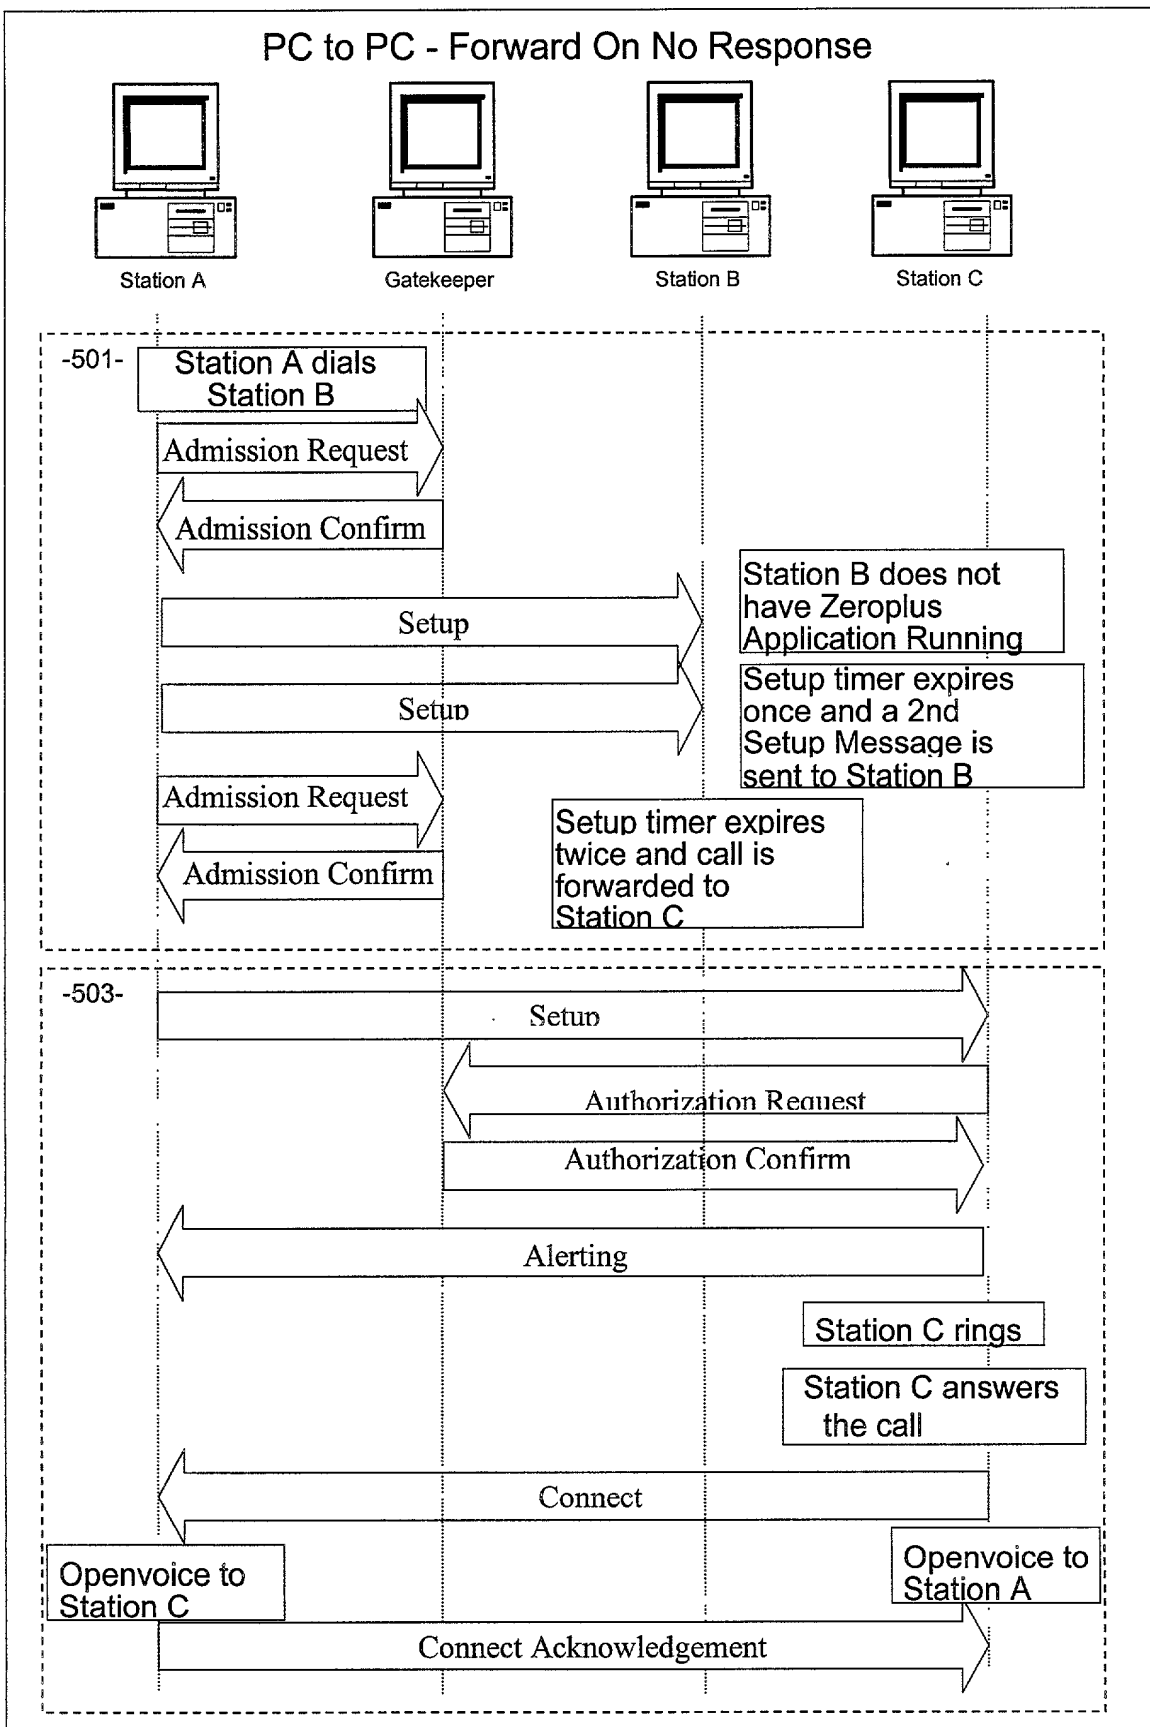 PC to PC - Forward On No Response
Station A
Gatekeeper
Station B
Station C
-501-
Station A dials
Station B
Admission Request
Admission Confirm
Setup
Station B does not
have Zeroplus
Application Running
Setup
Setup timer expires
once and a 2nd
Setup Message is
sent to Station B
Admission Request
Setup timer expires
twice and call is
forwarded to
Station C
Admission Confirm
-503-
Setup
Authorization Request
Authorization Confirm
Alerting
Station C rings
Station C answers
the call
Connect
Openvoice to
Station C
Openvoice to
Station A
Connect Acknowledgement